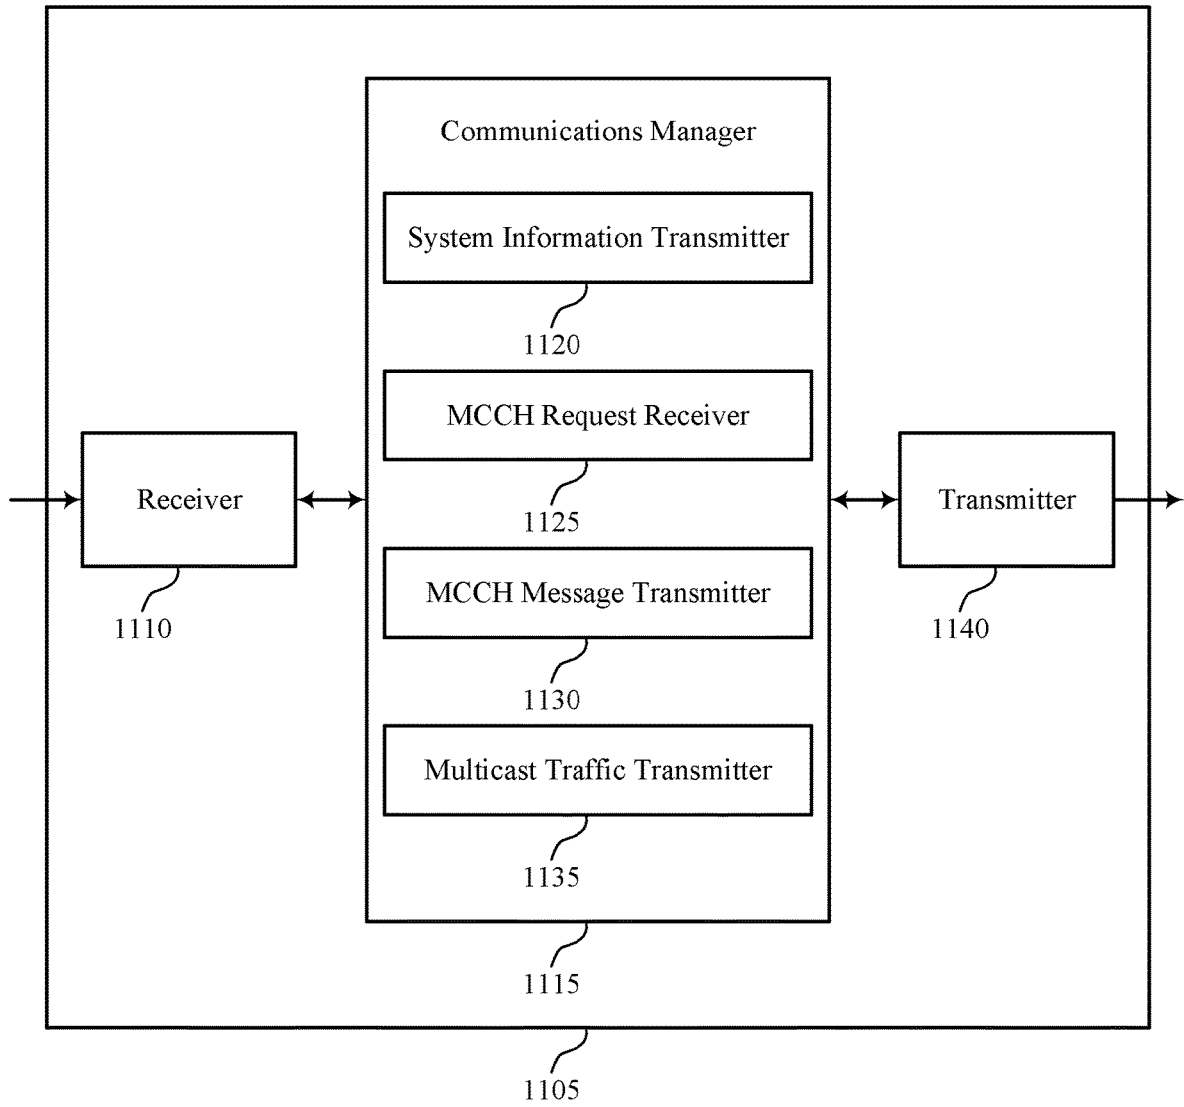 Communications Manager
System Information Transmitter
1120
MCCH Request Receiver
1125
Receiver
1110
Transmitter
1140
MCCH Message Transmitter
1130
Multicast Traffic Transmitter
1135
1115
1105